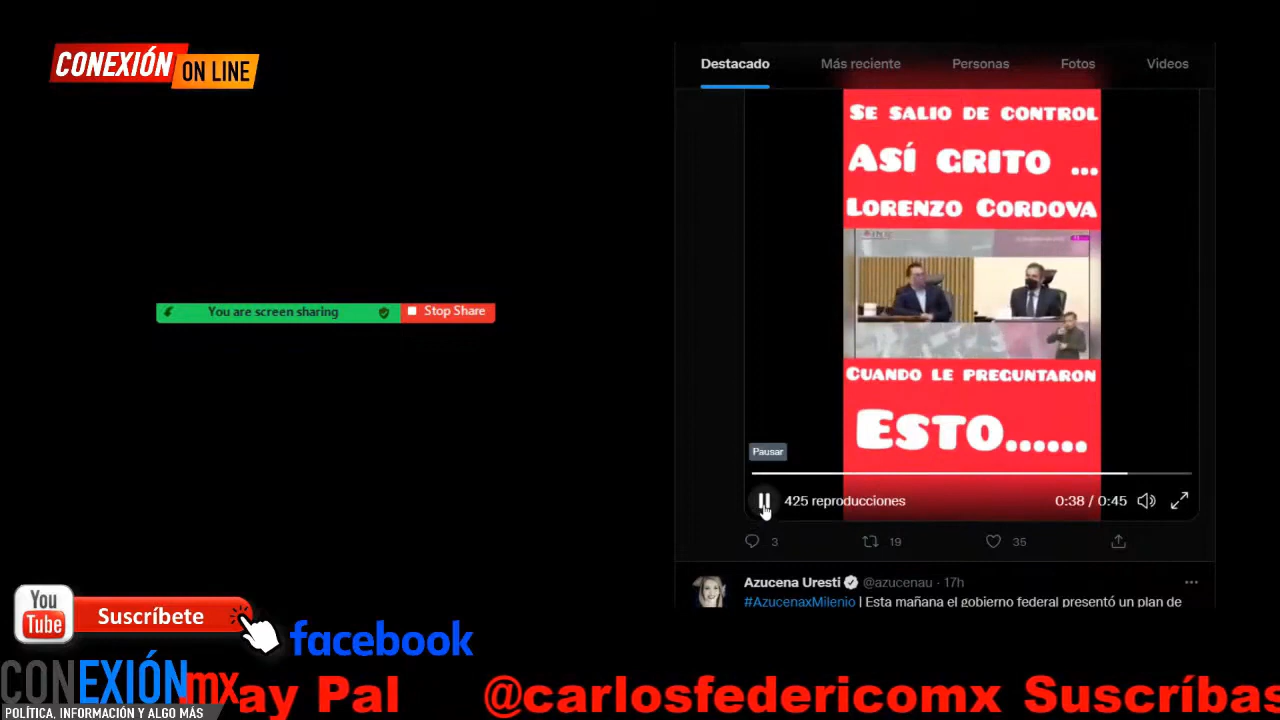 CONEXIÓN
ON LINE
Destacado
Más reciente
Personas
Fotos
Videos
SE SALIO DE CONTROL
ASÍ GRITO ...
LORENZO CORDOVA
You are screen sharing
Stop Share
CUANDO LE PREGUNTARON
ESTO......
Pausar
425 reproducciones
0:38 / 0:45
3
19
35
Azucena Uresti @azucenau · 17h
#AzucenaxMilenio | Esta mañana el gobierno federal presentó un plan de
You
Tube
Suscríbete
facebook
CONEXIÓN mx
POLÍTICA, INFORMACIÓN Y ALGO MÁS
ay Pal @carlosfedericomx Suscríbas